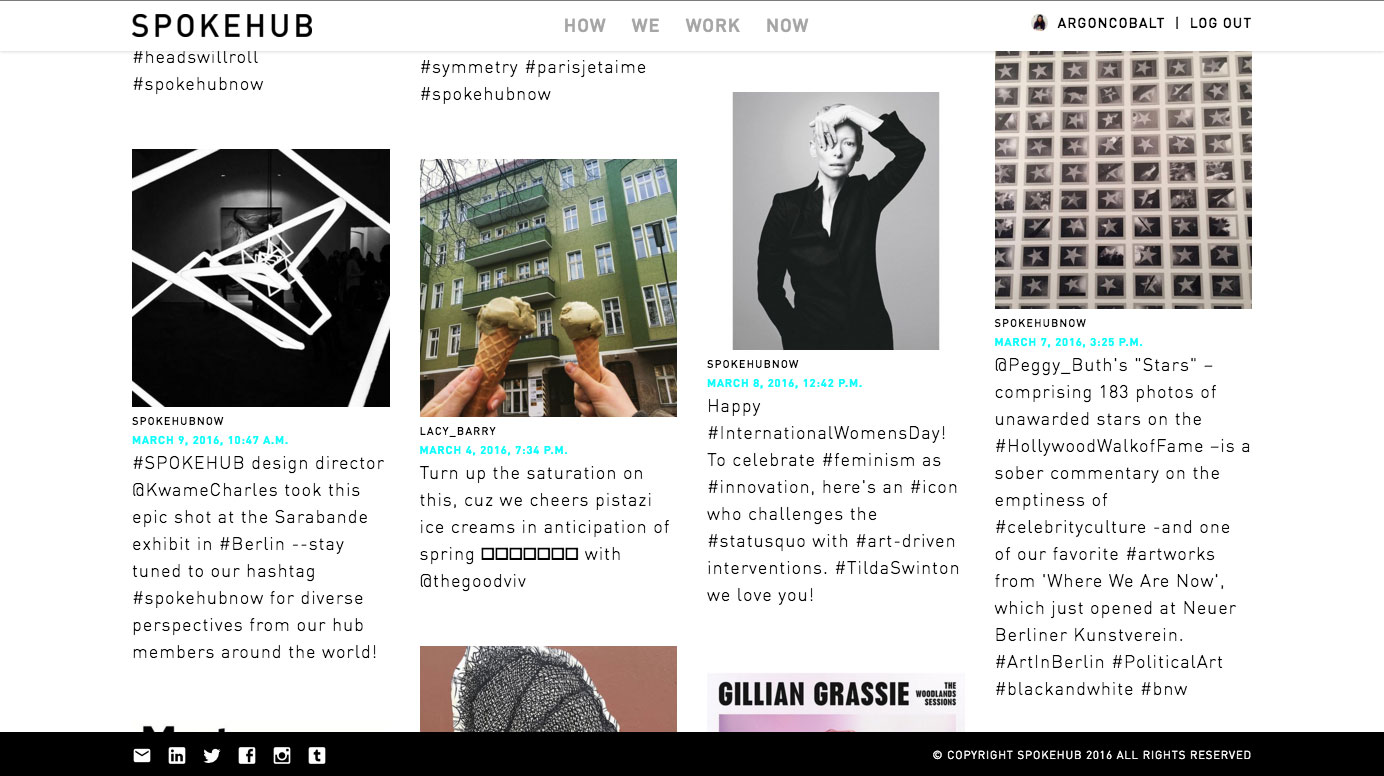 SPOKEHUB
HOW WE WORK NOW
ARGONCOBALT | LOG OUT
#headswillroll
#spokehubnow
SPOKEHUBNOW
MARCH 9, 2016, 10:47 A.M.
#SPOKEHUB design director
@KwameCharles took this
epic shot at the Sarabande
exhibit in #Berlin --stay
tuned to our hashtag
#spokehubnow for diverse
perspectives from our hub
members around the world!
#symmetry #parisjetaime
#spokehubnow
LACY_BARRY
MARCH 4, 2016, 7:34 P.M.
Turn up the saturation on
this, cuz we cheers pistazi
ice creams in anticipation of
spring □□□□□□□ with
@thegoodviv
SPOKEHUBNOW
MARCH 8, 2016, 12:42 P.M.
Happy
#InternationalWomensDay!
To celebrate #feminism as
#innovation, here's an #icon
who challenges the
#statusquo with #art-driven
interventions. #TildaSwinton
we love you!
GILLIAN GRASSIE
THE
WOODLANDS
SESSIONS
SPOKEHUBNOW
MARCH 7, 2016, 3:25 P.M.
@Peggy_Buth's "Stars" –
comprising 183 photos of
unawarded stars on the
#HollywoodWalkofFame –is a
sober commentary on the
emptiness of
#celebrityculture -and one
of our favorite #artworks
from 'Where We Are Now',
which just opened at Neuer
Berliner Kunstverein.
#ArtInBerlin #PoliticalArt
#blackandwhite #bnw
© COPYRIGHT SPOKEHUB 2016 ALL RIGHTS RESERVED